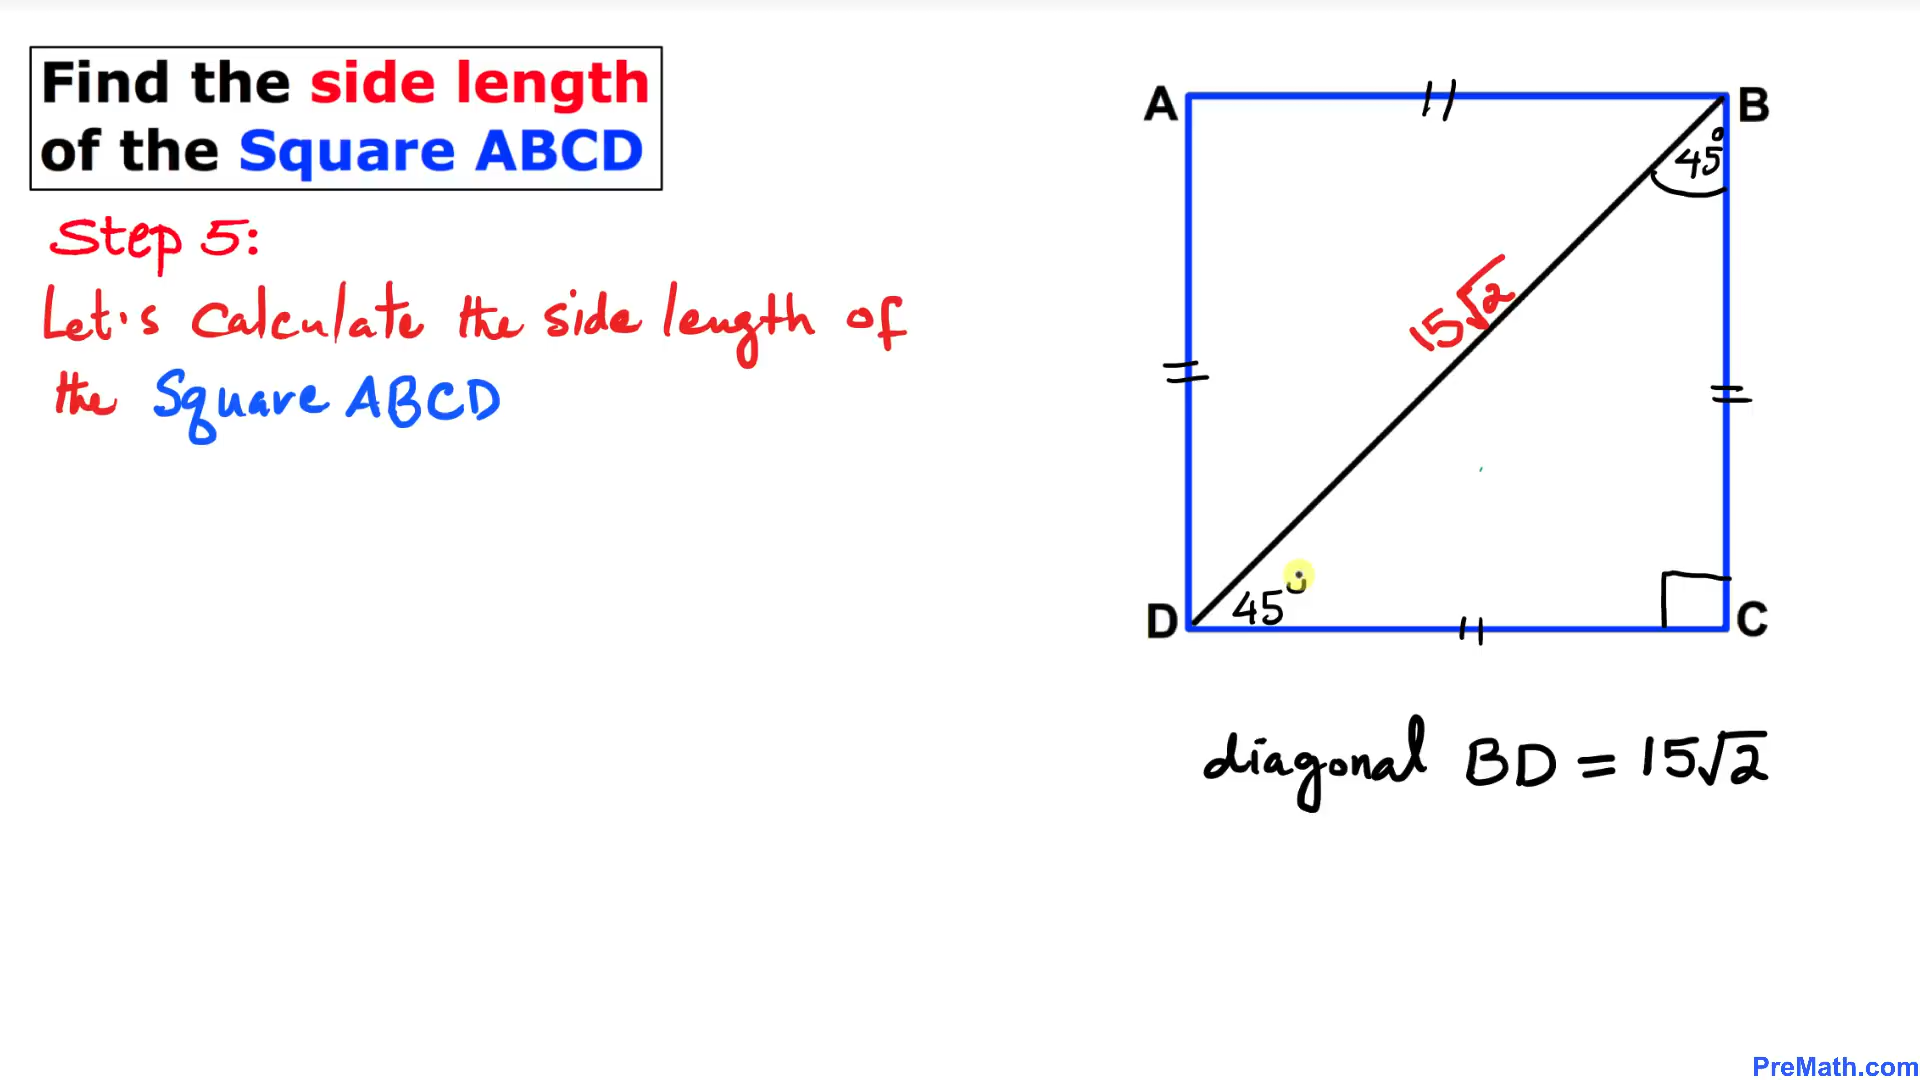 Find the side length
of the Square ABCD
Step 5:
Let's calculate the side length of
the Square ABCD
A
B
45°
15√2
D
45°
C
diagonal BD = 15√2
PreMath.com